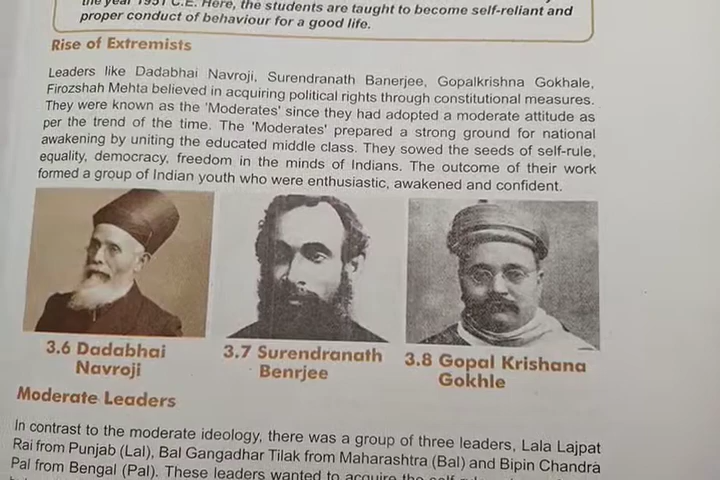 the year 1951 C.E. Here, the students are taught to become self-reliant and
proper conduct of behaviour for a good life.
Rise of Extremists
Leaders like Dadabhai Navroji, Surendranath Banerjee, Gopalkrishna Gokhale,
Firozshah Mehta believed in acquiring political rights through constitutional measures.
They were known as the 'Moderates' since they had adopted a moderate attitude as
per the trend of the time. The 'Moderates' prepared a strong ground for national
awakening by uniting the educated middle class. They sowed the seeds of self-rule,
equality, democracy, freedom in the minds of Indians. The outcome of their work
formed a group of Indian youth who were enthusiastic, awakened and confident.
3.6 Dadabhai
Navroji
3.7 Surendranath
Benrjee
3.8 Gopal Krishana
Gokhle
Moderate Leaders
In contrast to the moderate ideology, there was a group of three leaders, Lala Lajpat
Rai from Punjab (Lal), Bal Gangadhar Tilak from Maharashtra (Bal) and Bipin Chandra
Pal from Bengal (Pal). These leaders wanted to acquire the